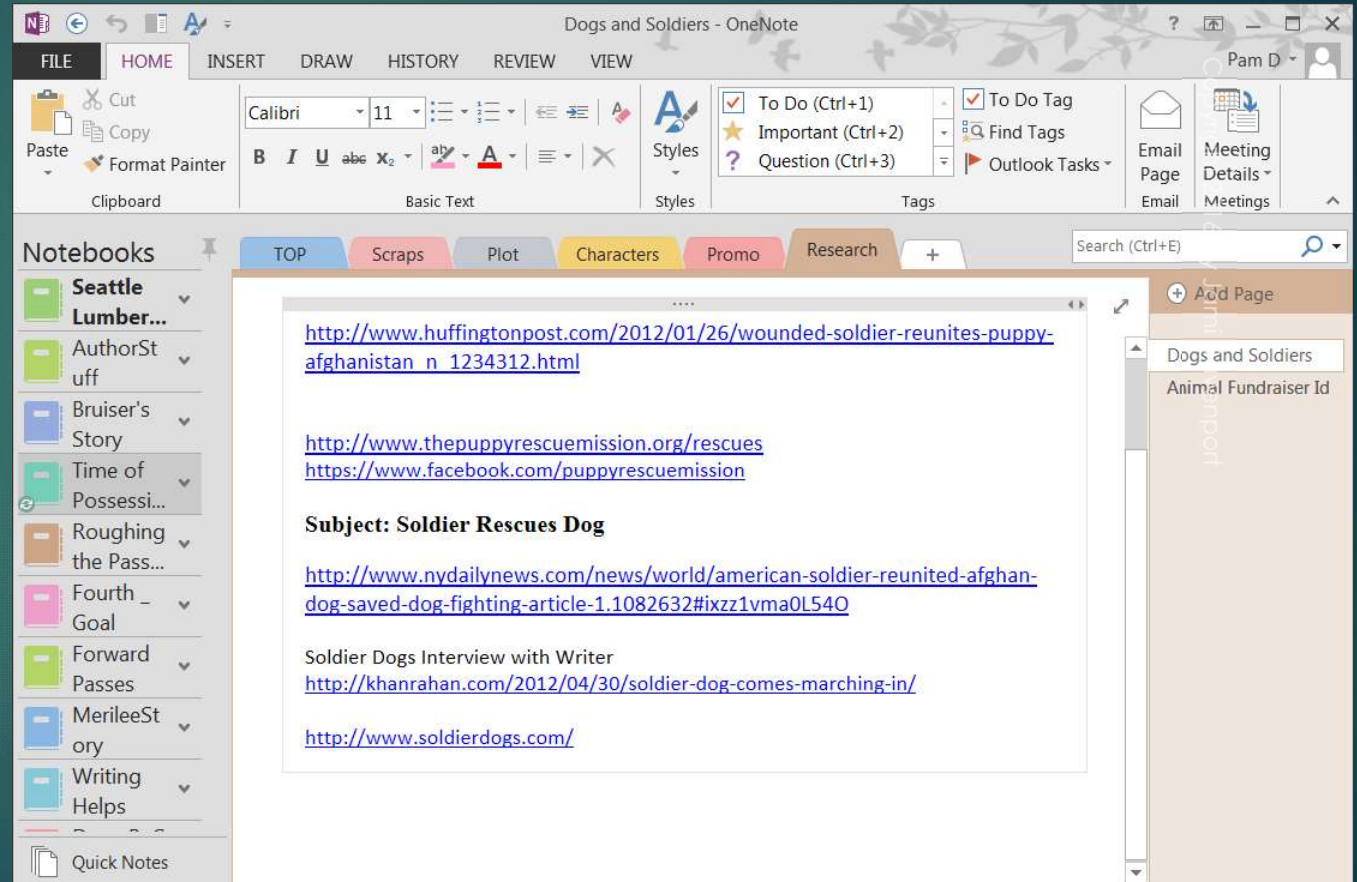 Dogs and Soldiers - OneNote
?
FILE HOME INSERT DRAW HISTORY REVIEW VIEW
Pam D
Paste
Cut
Copy
Format Painter
Clipboard
Calibri 11
B I U abc X₂ ab A
Basic Text
Styles
Styles
To Do (Ctrl+1)
Important (Ctrl+2)
? Question (Ctrl+3)
To Do Tag
Find Tags
Outlook Tasks
Tags
Email
Page
Email
Meeting
Details
Meetings
Notebooks
TOP Scraps Plot Characters Promo Research +
Search (Ctrl+E)
Seattle
Lumber...
AuthorSt
uff
Bruiser's
Story
Time of
Possessi...
Roughing
the Pass...
Fourth _
Goal
Forward
Passes
MerileeSt
ory
Writing
Helps
Quick Notes
http://www.huffingtonpost.com/2012/01/26/wounded-soldier-reunites-puppy-
afghanistan_n_1234312.html
http://www.thepuppyrescuemission.org/rescues
https://www.facebook.com/puppyrescuemission
Subject: Soldier Rescues Dog
http://www.nydailynews.com/news/world/american-soldier-reunited-afghan-
dog-saved-dog-fighting-article-1.1082632#ixzz1vma0L54O
Soldier Dogs Interview with Writer
http://khanrahan.com/2012/04/30/soldier-dog-comes-marching-in/
http://www.soldierdogs.com/
Add Page
Dogs and Soldiers
Animal Fundraiser Id